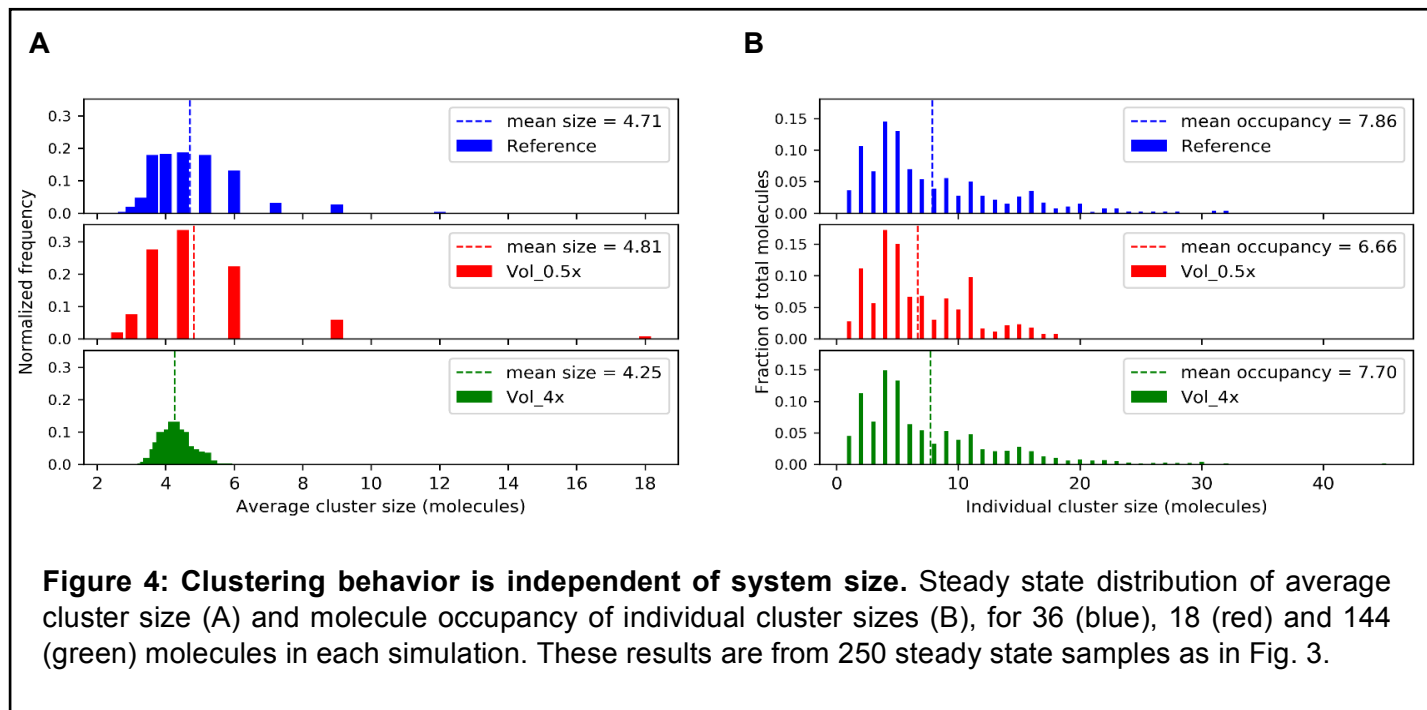 A
B
0.3
0.2
0.1
0.0
mean size = 4.71
Reference
0.3
0.2
0.1
0.0
mean size = 4.81
Vol_0.5x
0.3
0.2
0.1
0.0
mean size = 4.25
Vol_4x
Normalized frequency
2 4 6 8 10 12 14 16 18
Average cluster size (molecules)
0.15
0.10
0.05
0.00
mean occupancy = 7.86
Reference
0.15
0.10
0.05
0.00
mean occupancy = 6.66
Vol_0.5x
0.15
0.10
0.05
0.00
mean occupancy = 7.70
Vol_4x
Fraction of total molecules
0 10 20 30 40
Individual cluster size (molecules)
Figure 4: Clustering behavior is independent of system size. Steady state distribution of average
cluster size (A) and molecule occupancy of individual cluster sizes (B), for 36 (blue), 18 (red) and 144
(green) molecules in each simulation. These results are from 250 steady state samples as in Fig. 3.